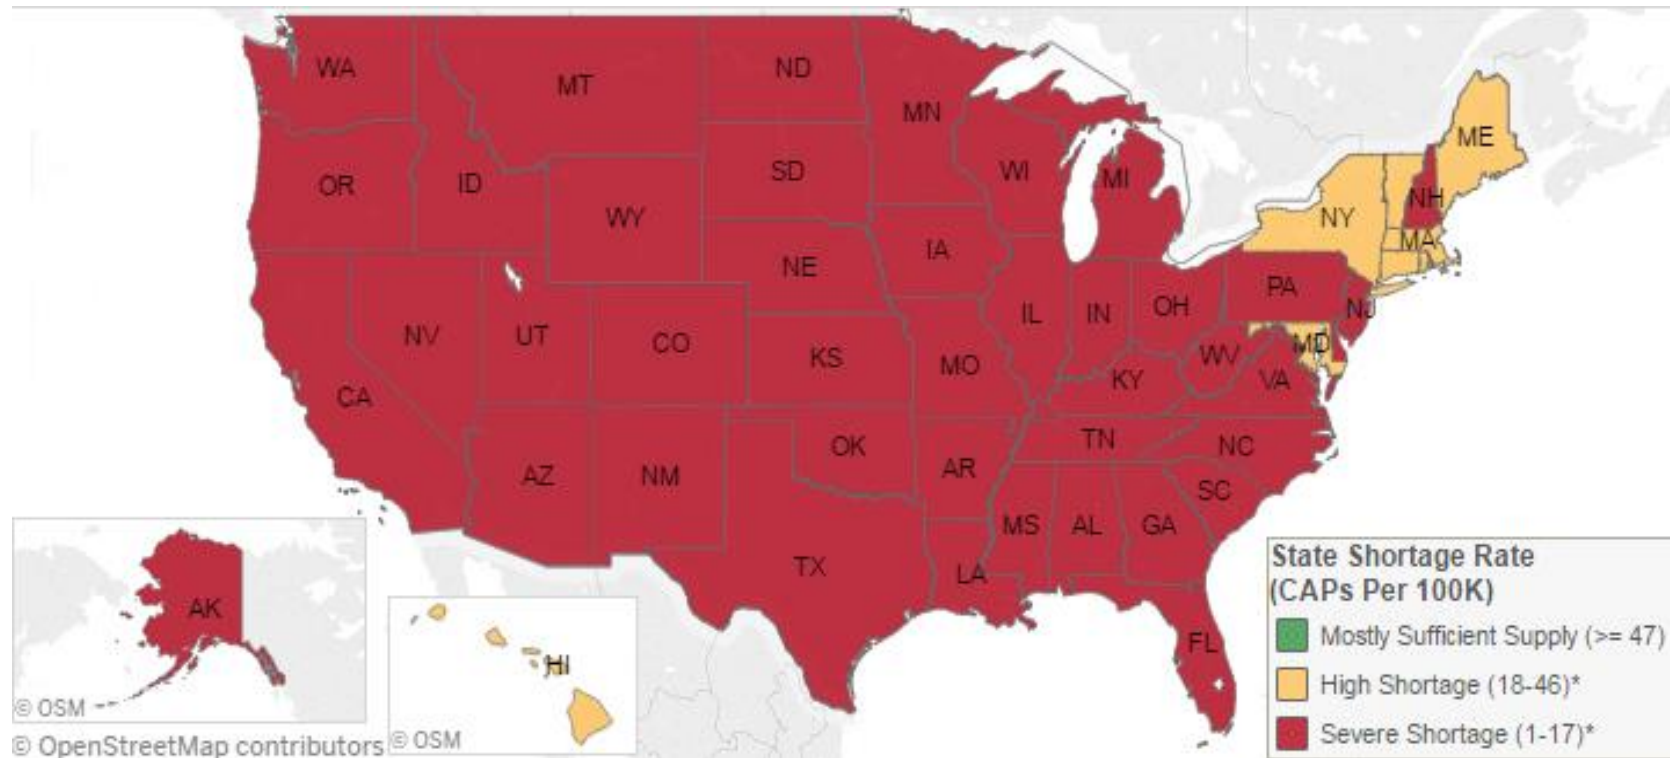 WA
MT
ND
MN
ME
OR
ID
SD
WI
MI
NH
NY
WY
MA
IA
NE
PA
NJ
NV
UT
CO
IL
IN
OH
MD
KS
MO
WV
KY
VA
CA
TN
NC
OK
AR
AZ
NM
SC
MS
AL
GA
TX
LA
FL
AK
© OSM
HI
© OSM
© OpenStreetMap contributors
State Shortage Rate
(CAPs Per 100K)
Mostly Sufficient Supply (>= 47)
High Shortage (18-46)*
Severe Shortage (1-17)*